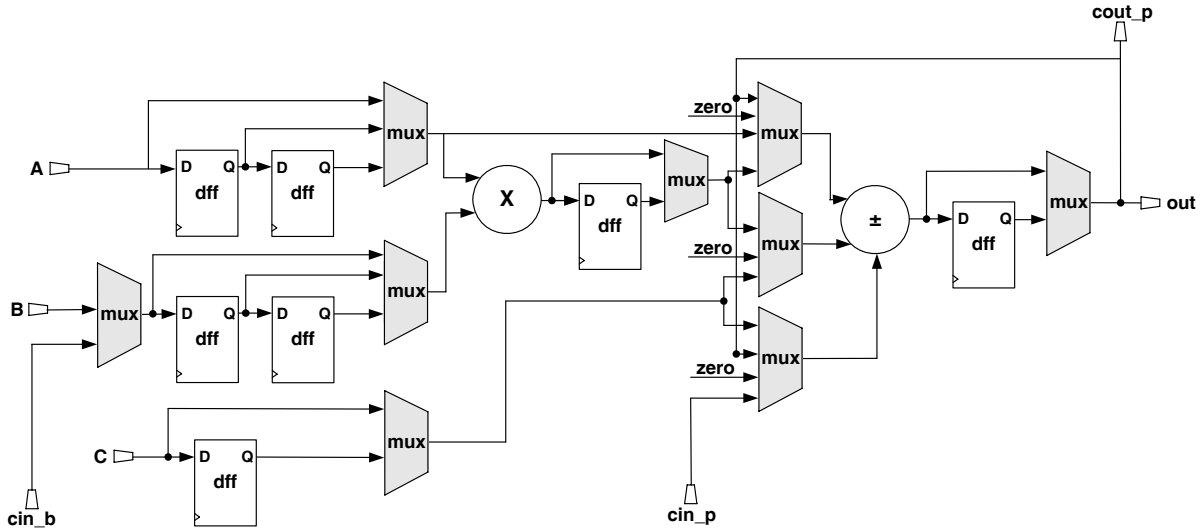 cout_p
zero
mux
mux
A
D Q
dff
D Q
dff
mux
X
D Q
dff
mux
zero
mux
±
D Q
dff
mux
out
B
mux
D Q
dff
D Q
dff
mux
zero
mux
C
D Q
dff
mux
cin_b
cin_p